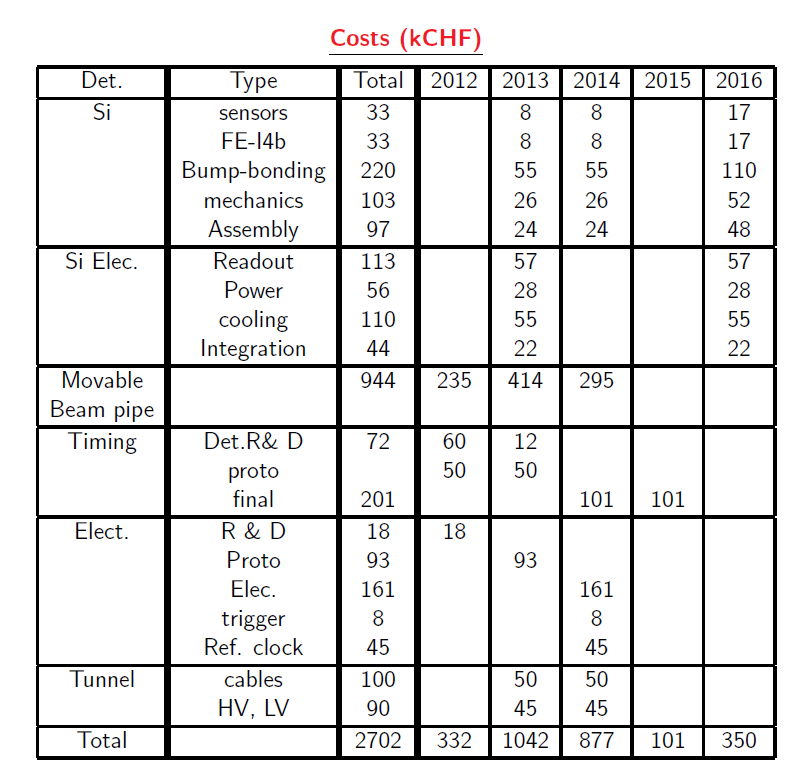 Costs (kCHF)
Det. Type Total 2012 2013 2014 2015 2016
Si sensors 33 8 8 17
FE-I4b 33 8 8 17
Bump-bonding 220 55 55 110
mechanics 103 26 26 52
Assembly 97 24 24 48
Si Elec. Readout 113 57 57
Power 56 28 28
cooling 110 55 55
Integration 44 22 22
Movable 944 235 414 295
Beam pipe
Timing Det.R& D 72 60 12
proto 50 50
final 201 101 101
Elect. R & D 18 18
Proto 93 93
Elec. 161 161
trigger 8 8
Ref. clock 45 45
Tunnel cables 100 50 50
HV, LV 90 45 45
Total 2702 332 1042 877 101 350